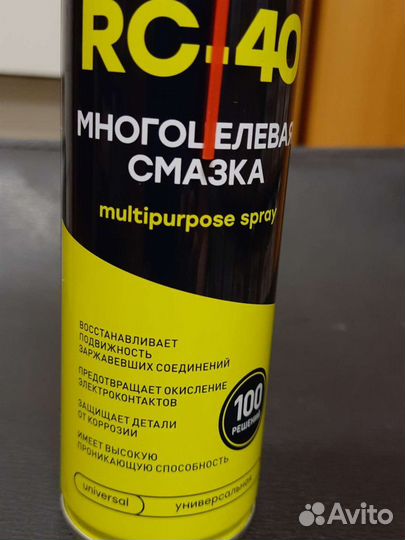 RC-40
МНОГОЦЕЛЕВАЯ
СМАЗКА
multipurpose spray
ВОССТАНАВЛИВАЕТ
ПОДВИЖНОСТЬ
ЗАРЖАВЕВШИХ СОЕДИНЕНИЙ
ПРЕДОТВРАЩАЕТ ОКИСЛЕНИЕ
ЭЛЕКТРОКОНТАКТОВ
ЗАЩИЩАЕТ ДЕТАЛИ
ОТ КОРРОЗИИ
ИМЕЕТ ВЫСОКУЮ
ПРОНИКАЮЩУЮ СПОСОБНОСТЬ
100
РЕШЕНИЙ
universal
универсальная
Avito